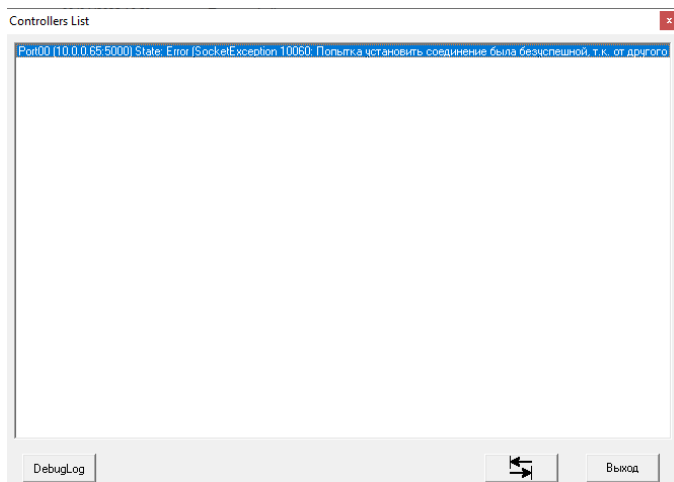 Controllers List
Port00 (10.0.0.65:5000) State: Error (SocketException 10060: Попытка установить соединение была безуспешной, т.к. от другого
DebugLog
Выход